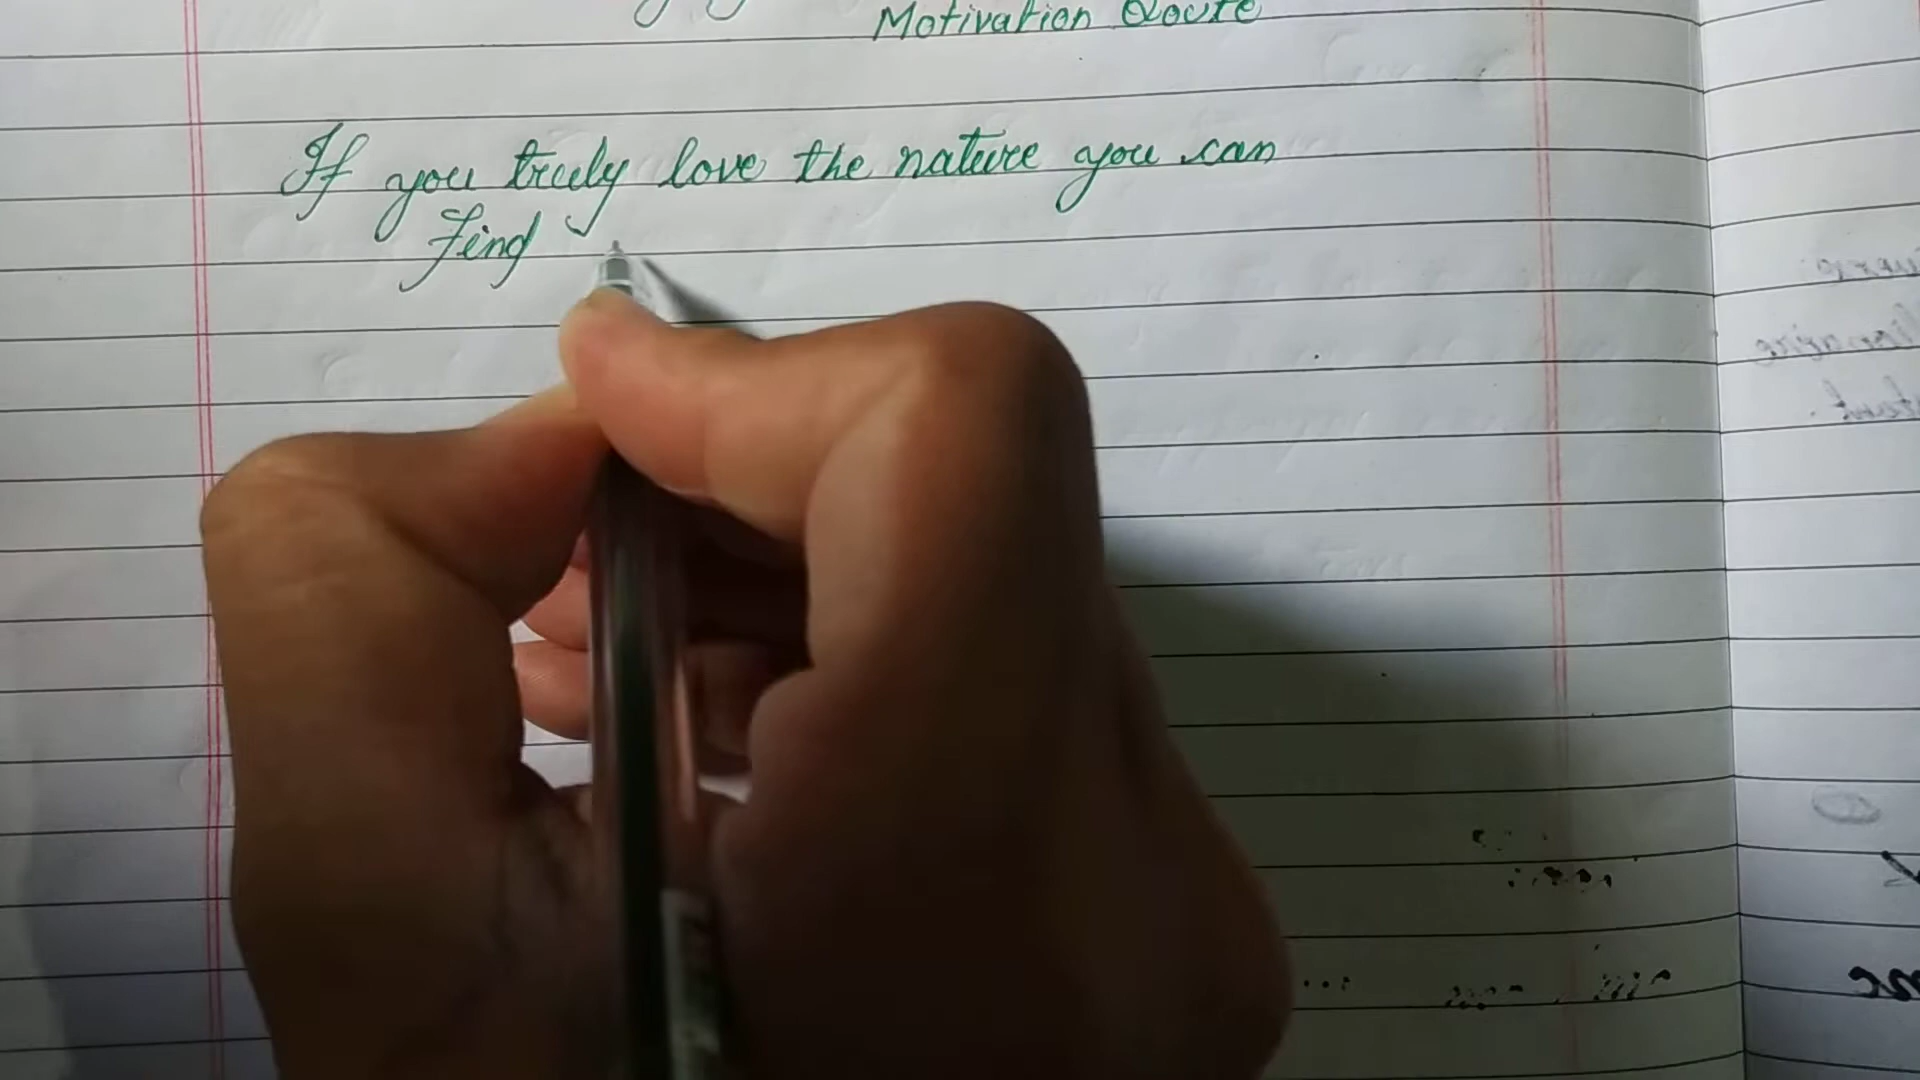 Motivation Qoute
If you truly love the nature you can
Find